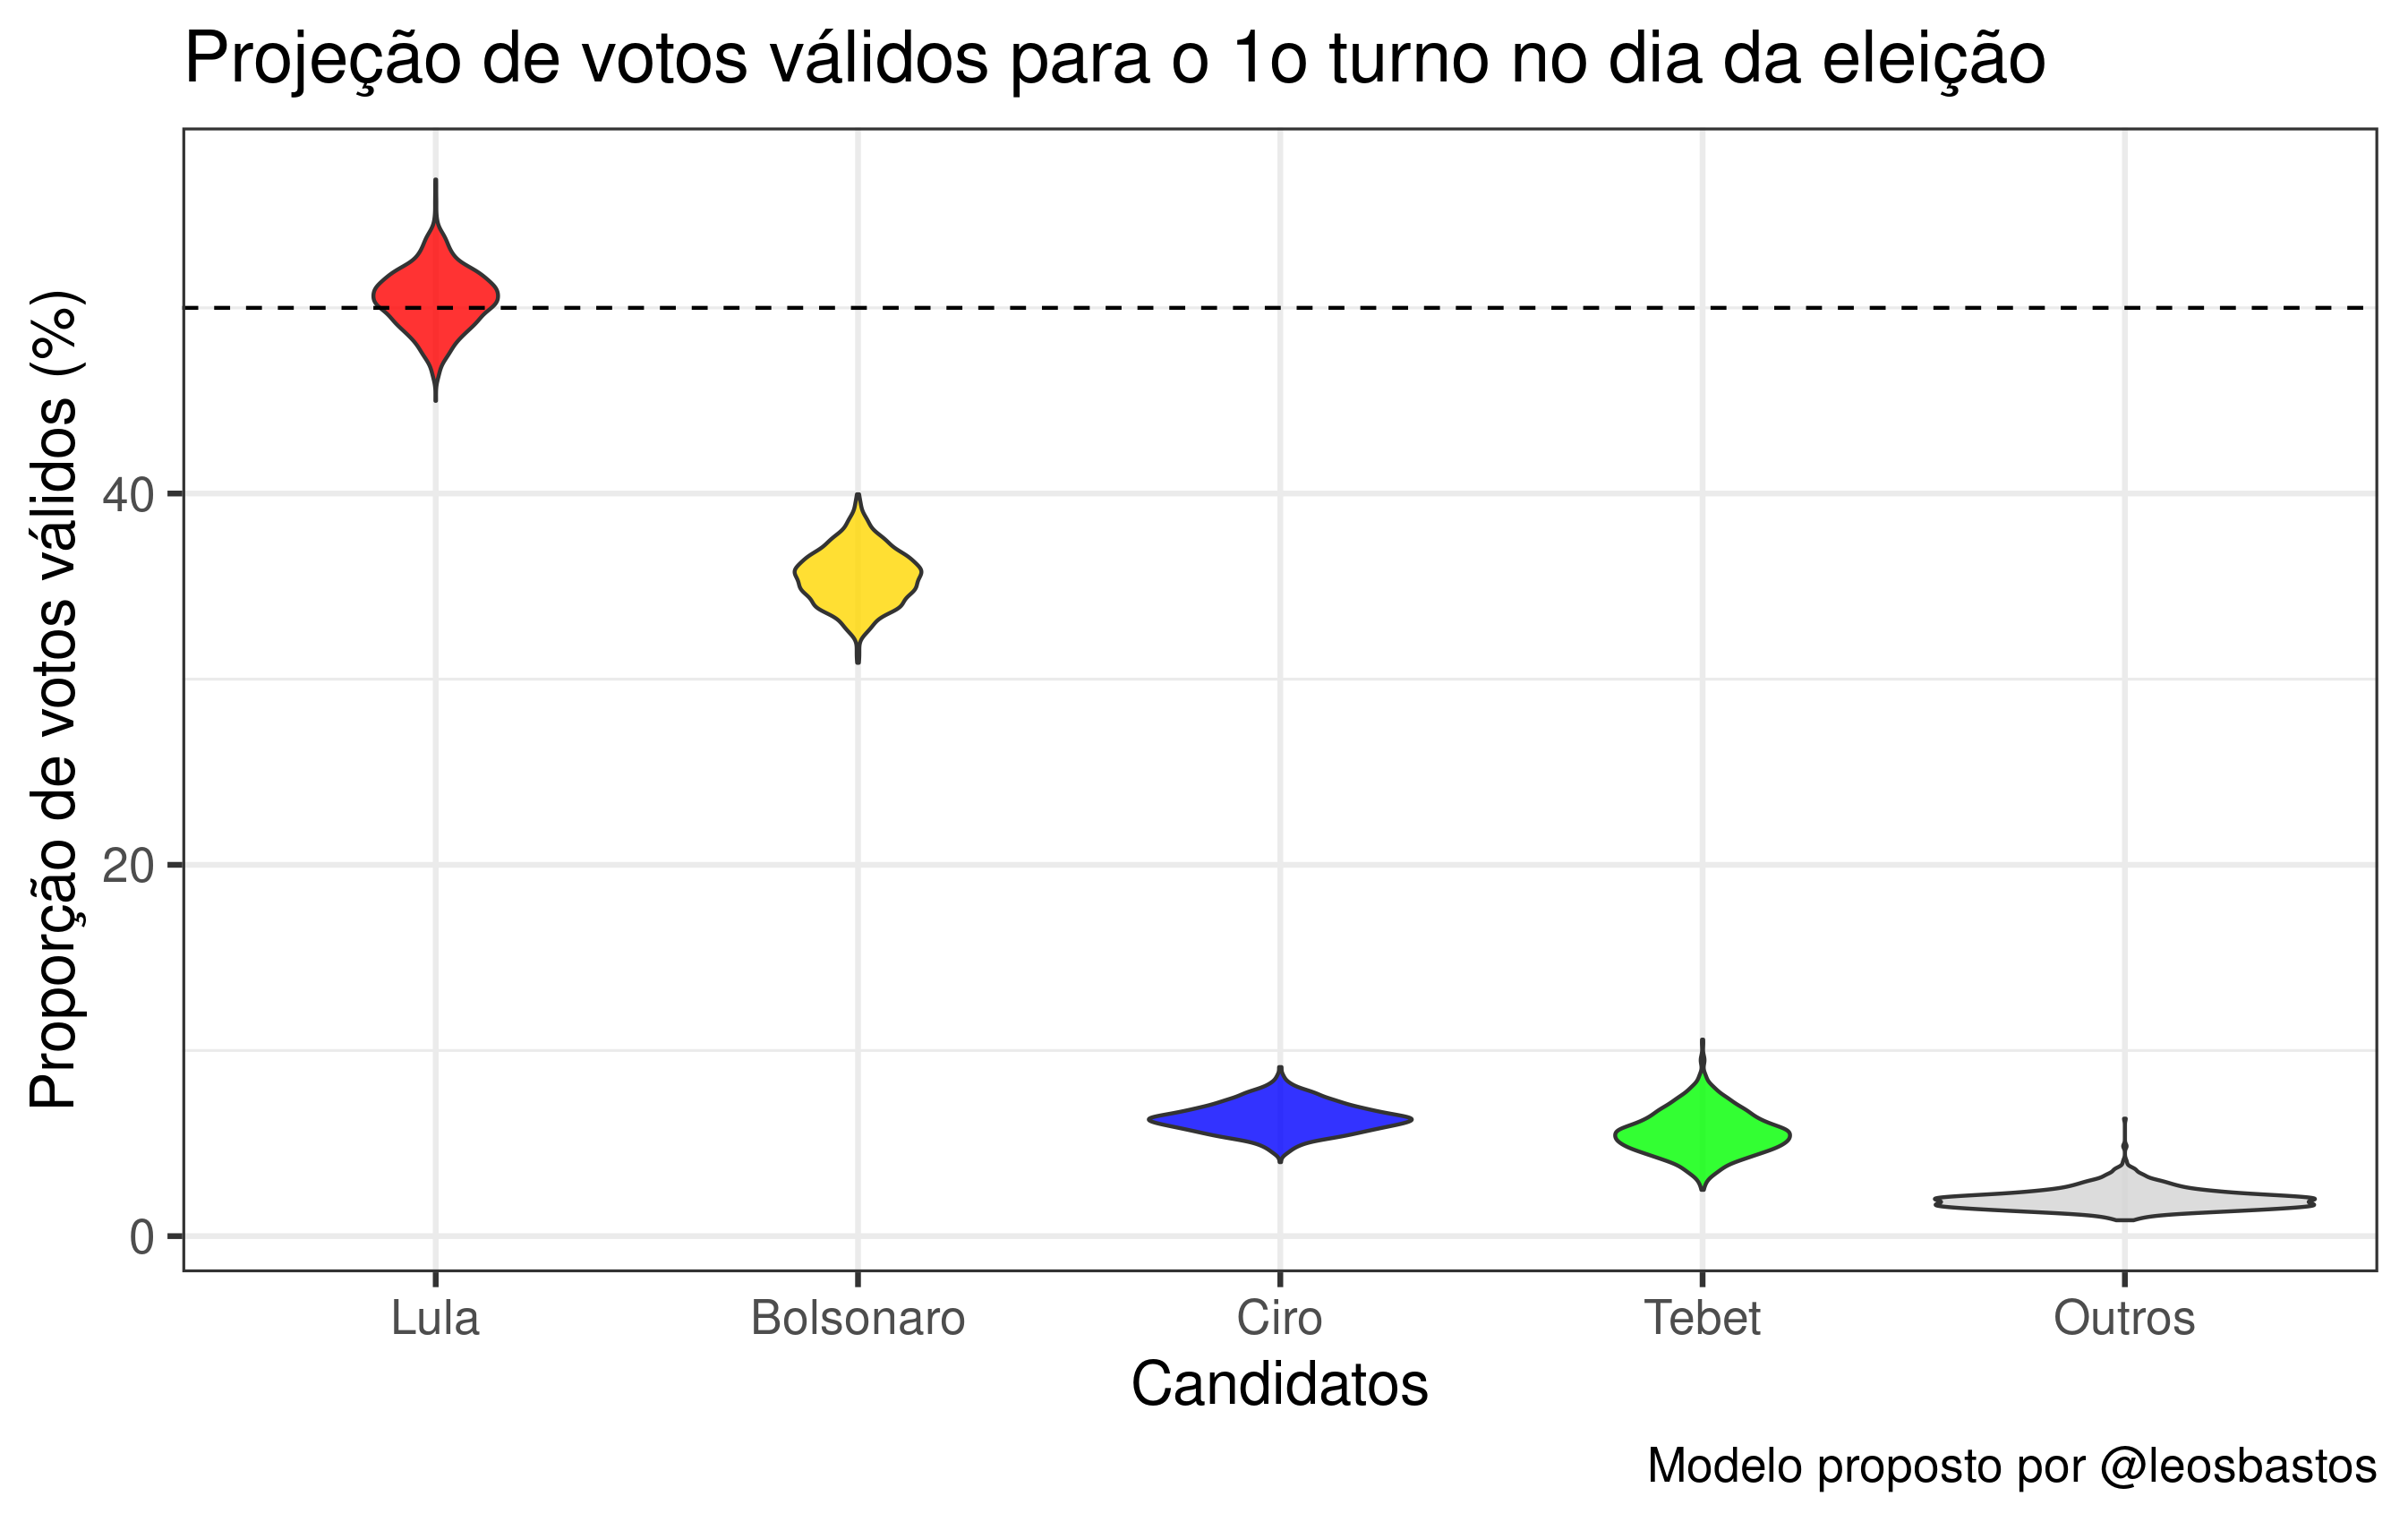 Projeção de votos válidos para o 1o turno no dia da eleição
Proporção de votos válidos (%)
40
20
0
Lula Bolsonaro Ciro Tebet Outros
Candidatos
Modelo proposto por @leosbastos